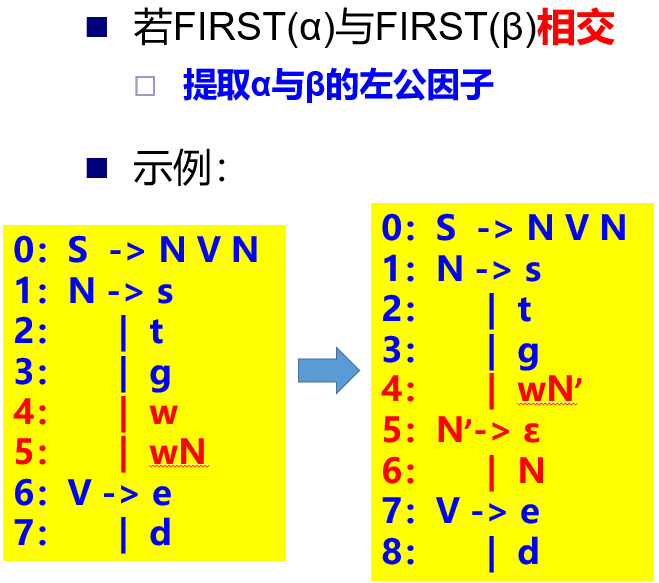 若FIRST(α)与FIRST(β)相交
提取α与β的左公因子
示例：
0: S -> N V N
1: N -> s
2: | t
3: | g
4: | w
5: | wN
6: V -> e
7: | d
0: S -> N V N
1: N -> s
2: | t
3: | g
4: | wN’
5: N’-> ε
6: | N
7: V -> e
8: | d